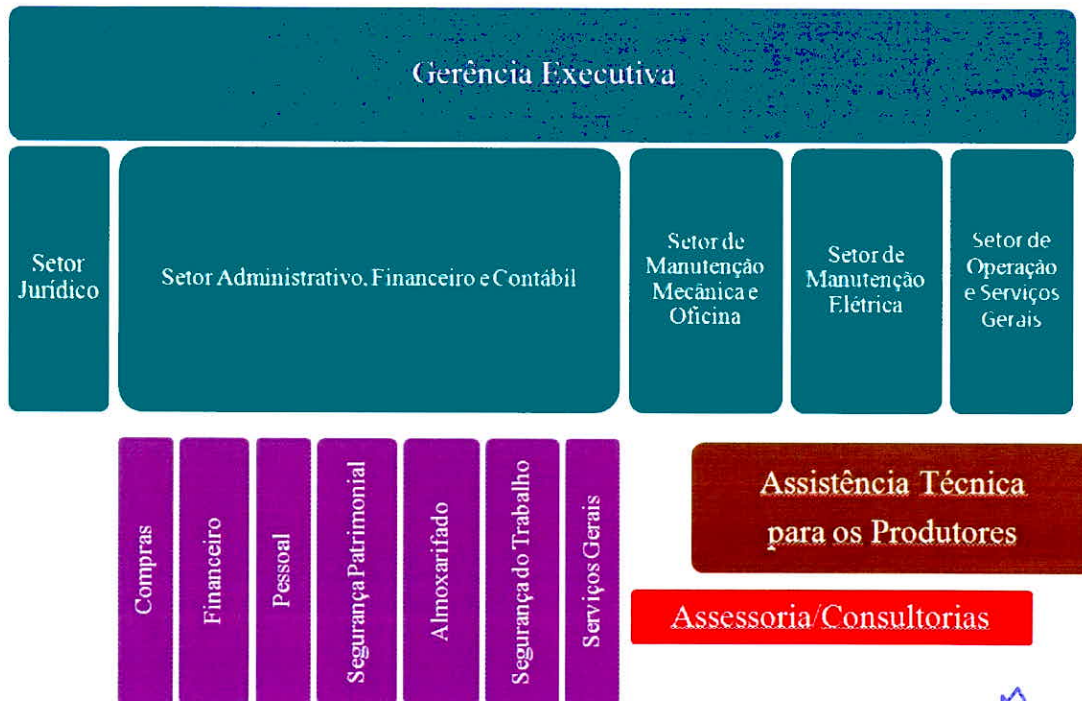 Gerência Executiva
Setor
Jurídico
Setor Administrativo, Financeiro e Contábil
Setor de
Manutenção
Mecânica e
Oficina
Setor de
Manutenção
Elétrica
Setor de
Operação
e Serviços
Gerais
Compras
Financeiro
Pessoal
Segurança Patrimonial
Almoxarifado
Segurança do Trabalho
Serviços Gerais
Assistência Técnica
para os Produtores
Assessoria/Consultorias